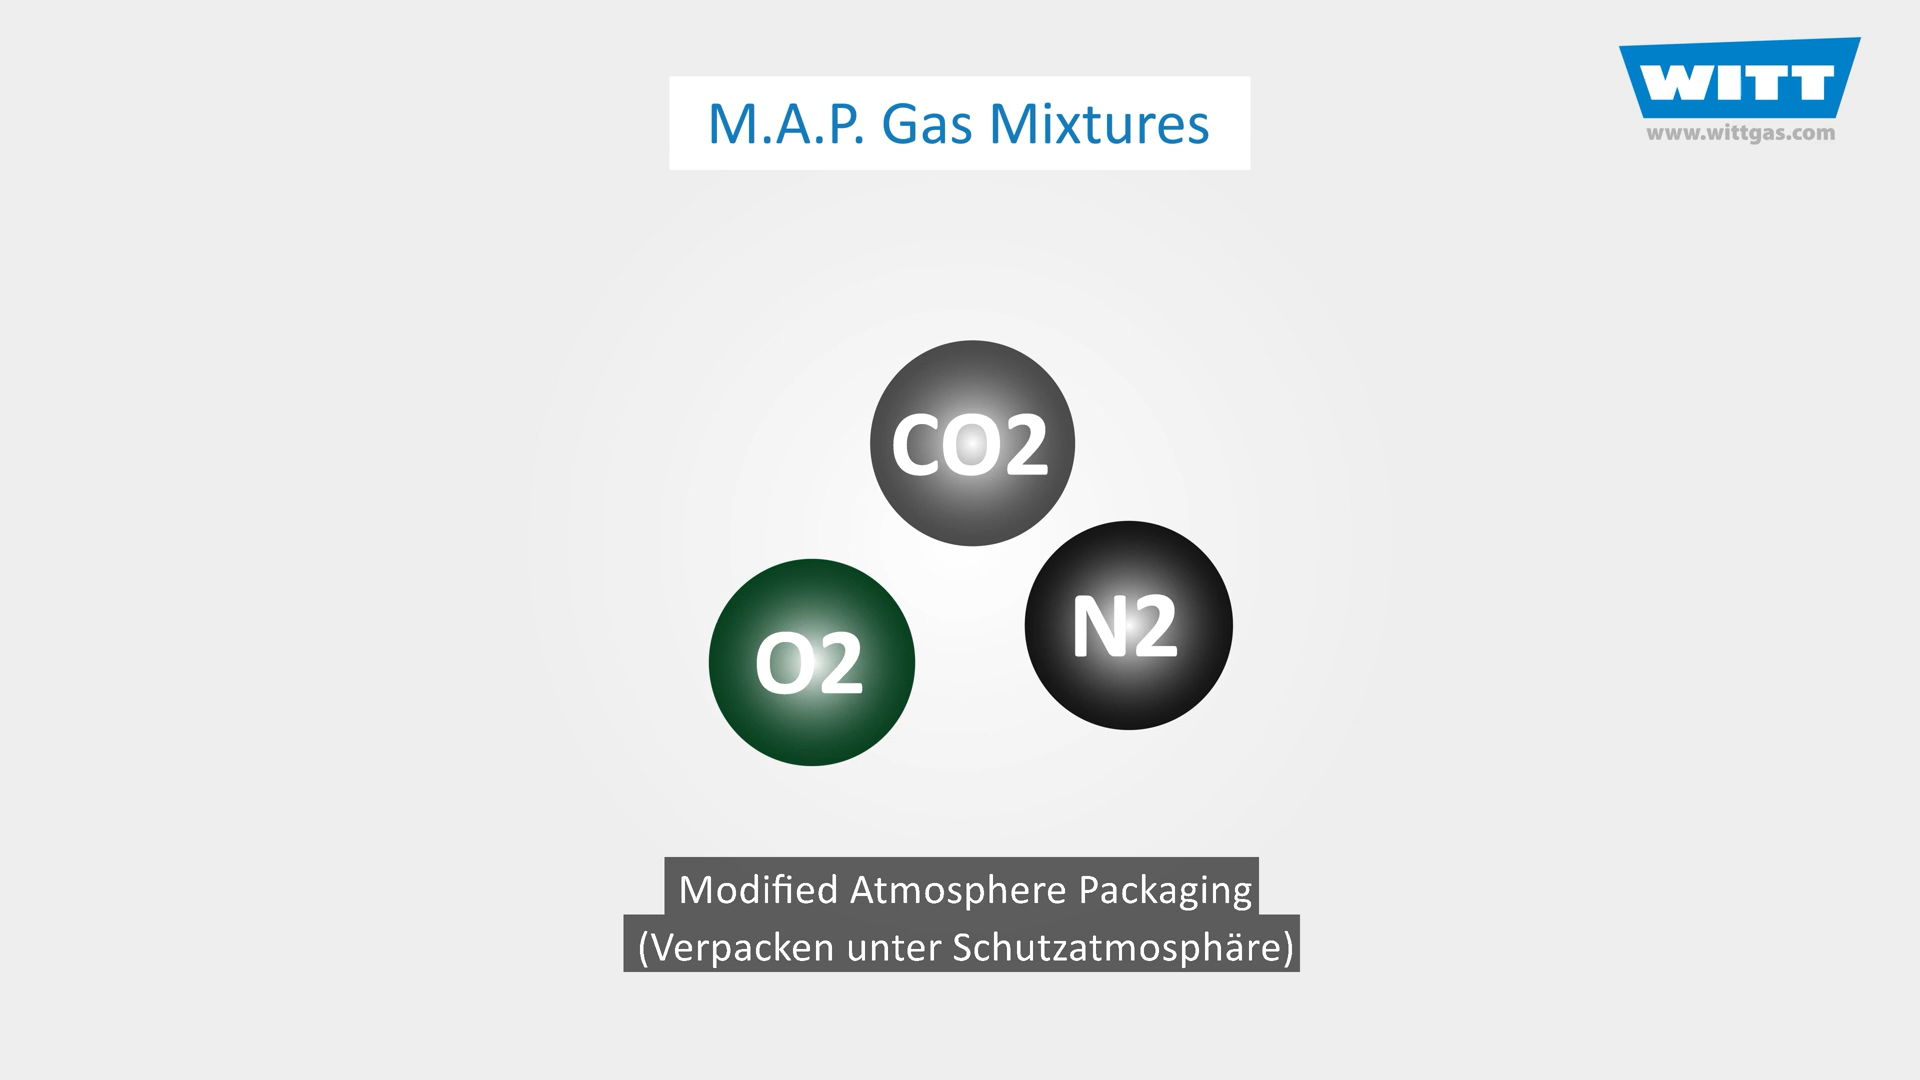 WITT
www.wittgas.com
M.A.P. Gas Mixtures
CO2
N2
O2
Modified Atmosphere Packaging
(Verpacken unter Schutzatmosphäre)